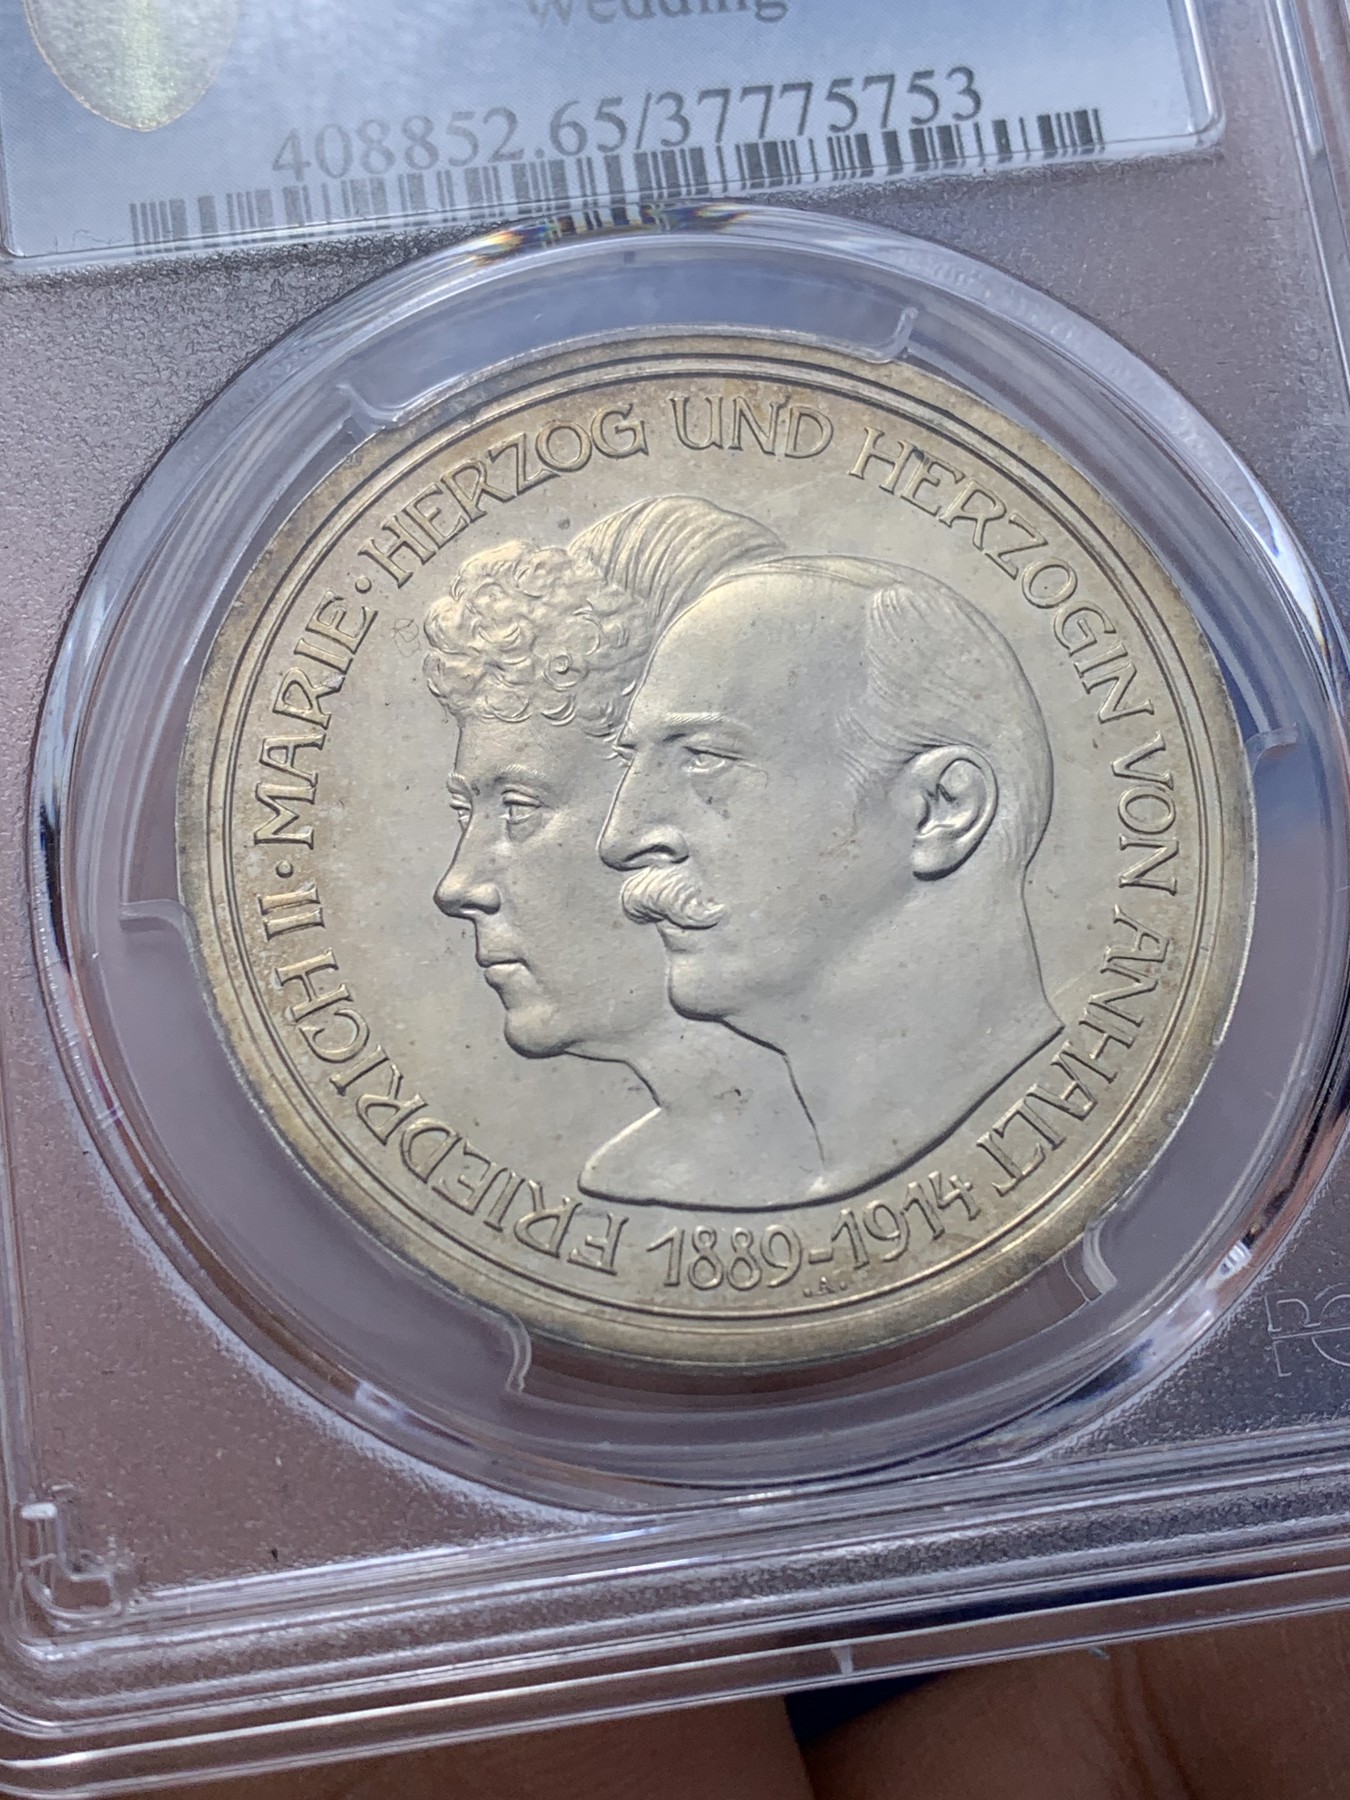 Wedding
408852.65/37775753
FRIEDRICH II · MARIE · HERZOG UND HERZOGIN VON ANHALT
1889-1914
.A.